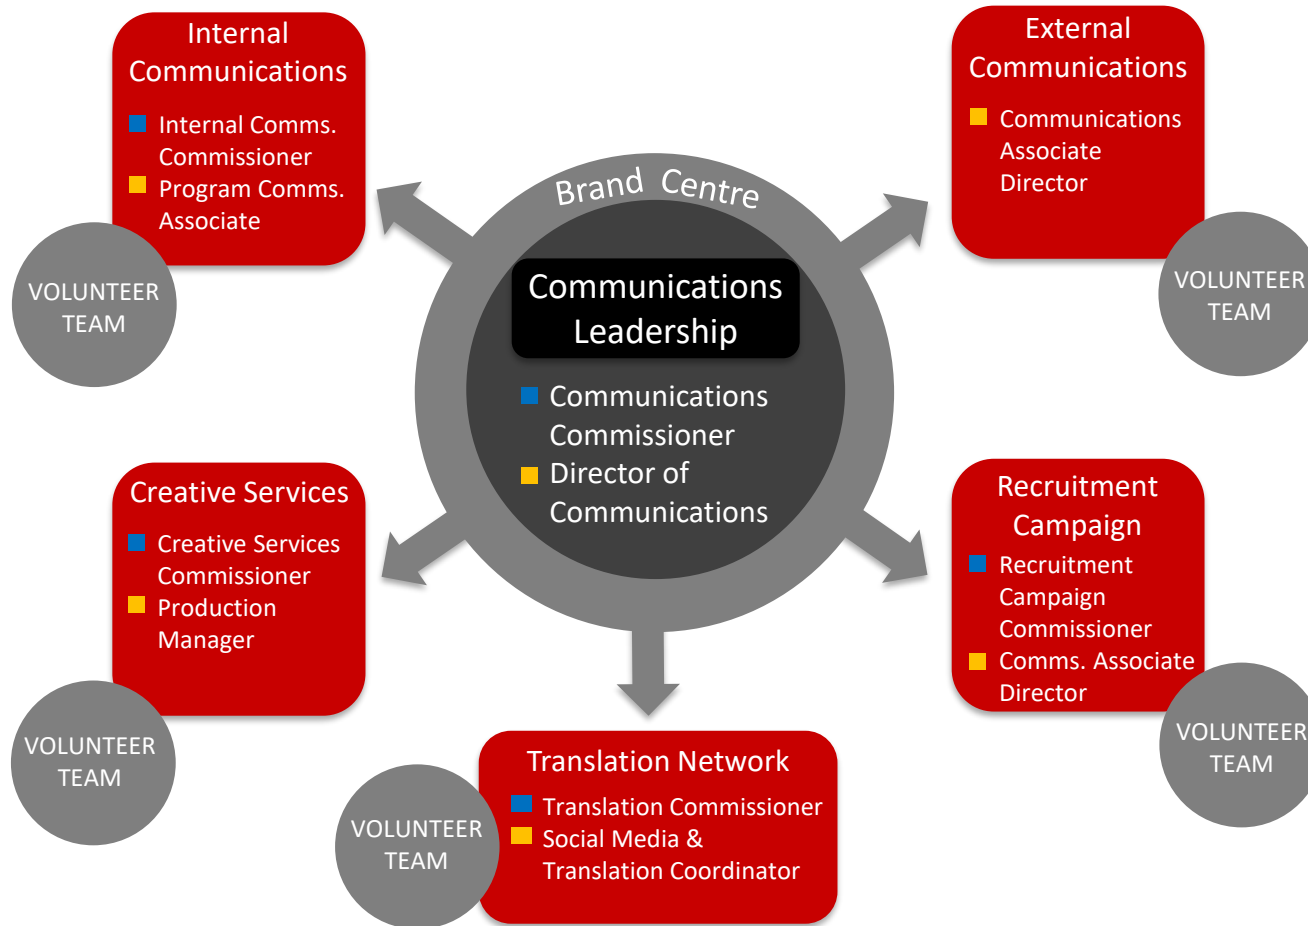 Internal
Communications
Internal Comms.
Commissioner
Program Comms.
Associate
VOLUNTEER
TEAM
External
Communications
Communications
Associate
Director
VOLUNTEER
TEAM
Brand Centre
Communications
Leadership
Communications
Commissioner
Director of
Communications
Creative Services
Creative Services
Commissioner
Production
Manager
VOLUNTEER
TEAM
Recruitment
Campaign
Recruitment
Campaign
Commissioner
Comms. Associate
Director
VOLUNTEER
TEAM
Translation Network
Translation Commissioner
Social Media &
Translation Coordinator
VOLUNTEER
TEAM